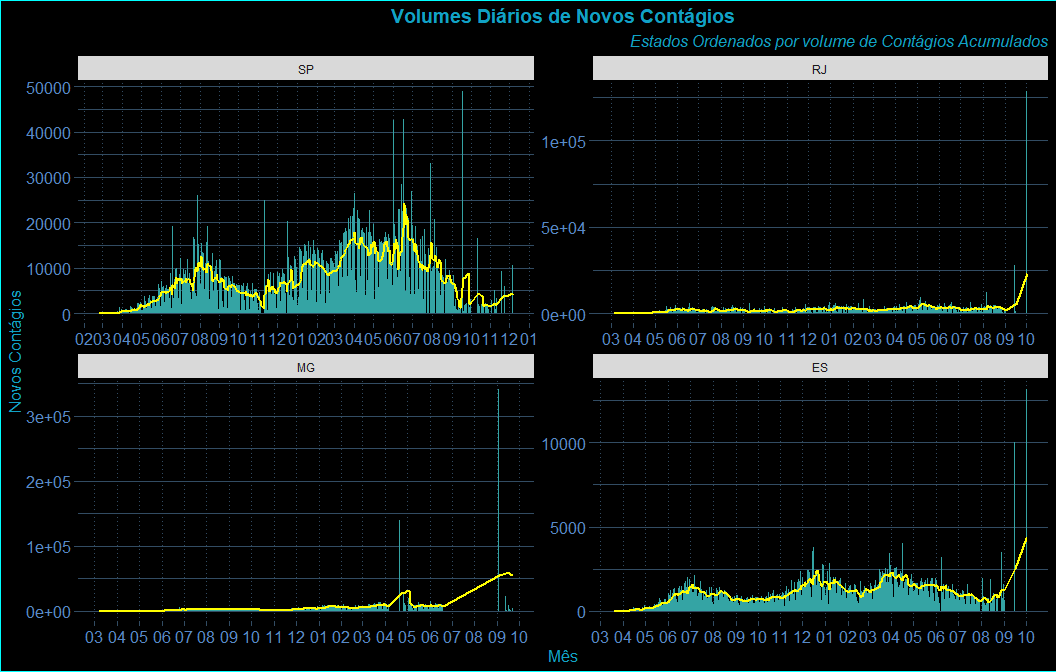 Volumes Diários de Novos Contágios
Estados Ordenados por volume de Contágios Acumulados
SP
RJ
50000
40000
30000
20000
10000
0
1e+05
5e+04
0e+00
02 03 04 05 06 07 08 09 10 11 12 01 02 03 04 05 06 07 08 09 10 11 12 01
03 04 05 06 07 08 09 10 11 12 01 02 03 04 05 06 07 08 09 10
MG
ES
3e+05
2e+05
1e+05
0e+00
10000
5000
0
03 04 05 06 07 08 09 10 11 12 01 02 03 04 05 06 07 08 09 10
03 04 05 06 07 08 09 10 11 12 01 02 03 04 05 06 07 08 09 10
Novos Contágios
Mês